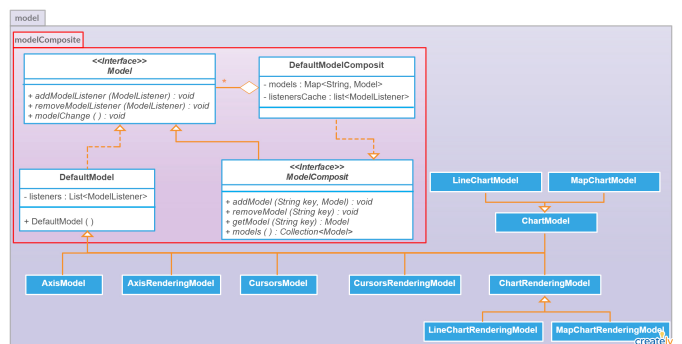 model
modelComposite
<<Interface>>
Model
+ addModelListener (ModelListener) : void
+ removeModelListener (ModelListener) : void
+ modelChange ( ) : void
*
DefaultModelComposit
- models : Map<String, Model>
- listenersCache : list<ModelListener>
DefaultModel
- listeners : List<ModelListener>
+ DefaultModel ( )
<<Interface>>
ModelComposit
+ addModel (String key, Model) : void
+ removeModel (String key) : void
+ getModel (String key) : Model
+ models ( ) : Collection<Model>
LineChartModel
MapChartModel
ChartModel
AxisModel
AxisRenderingModel
CursorsModel
CursorsRenderingModel
ChartRenderingModel
LineChartRenderingModel
MapChartRenderingModel
creately